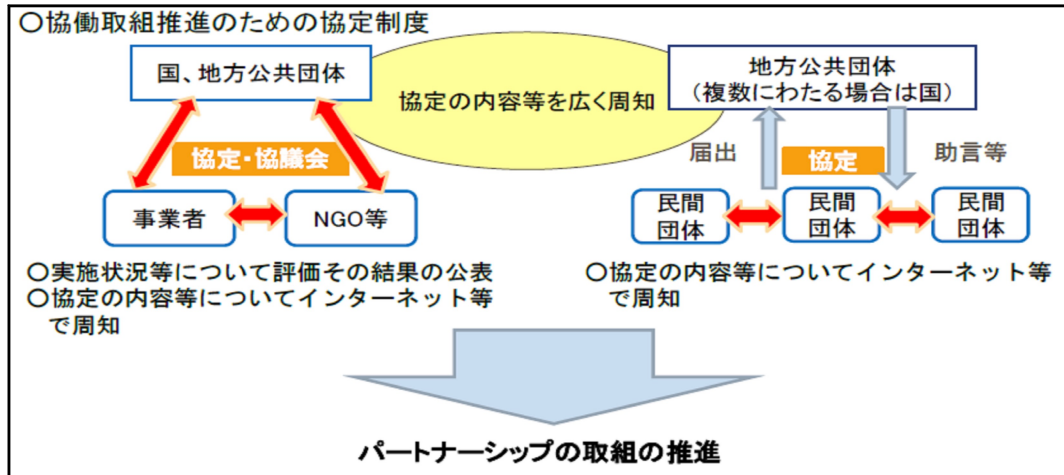 ○協働取組推進のための協定制度
国、地方公共団体
協定の内容等を広く周知
地方公共団体
（複数にわたる場合は国）
協定・協議会
届出
協定
助言等
事業者
NGO等
民間
団体
民間
団体
民間
団体
○実施状況等について評価その結果の公表
○協定の内容等についてインターネット等
で周知
○協定の内容等についてインターネット等
で周知
パートナーシップの取組の推進